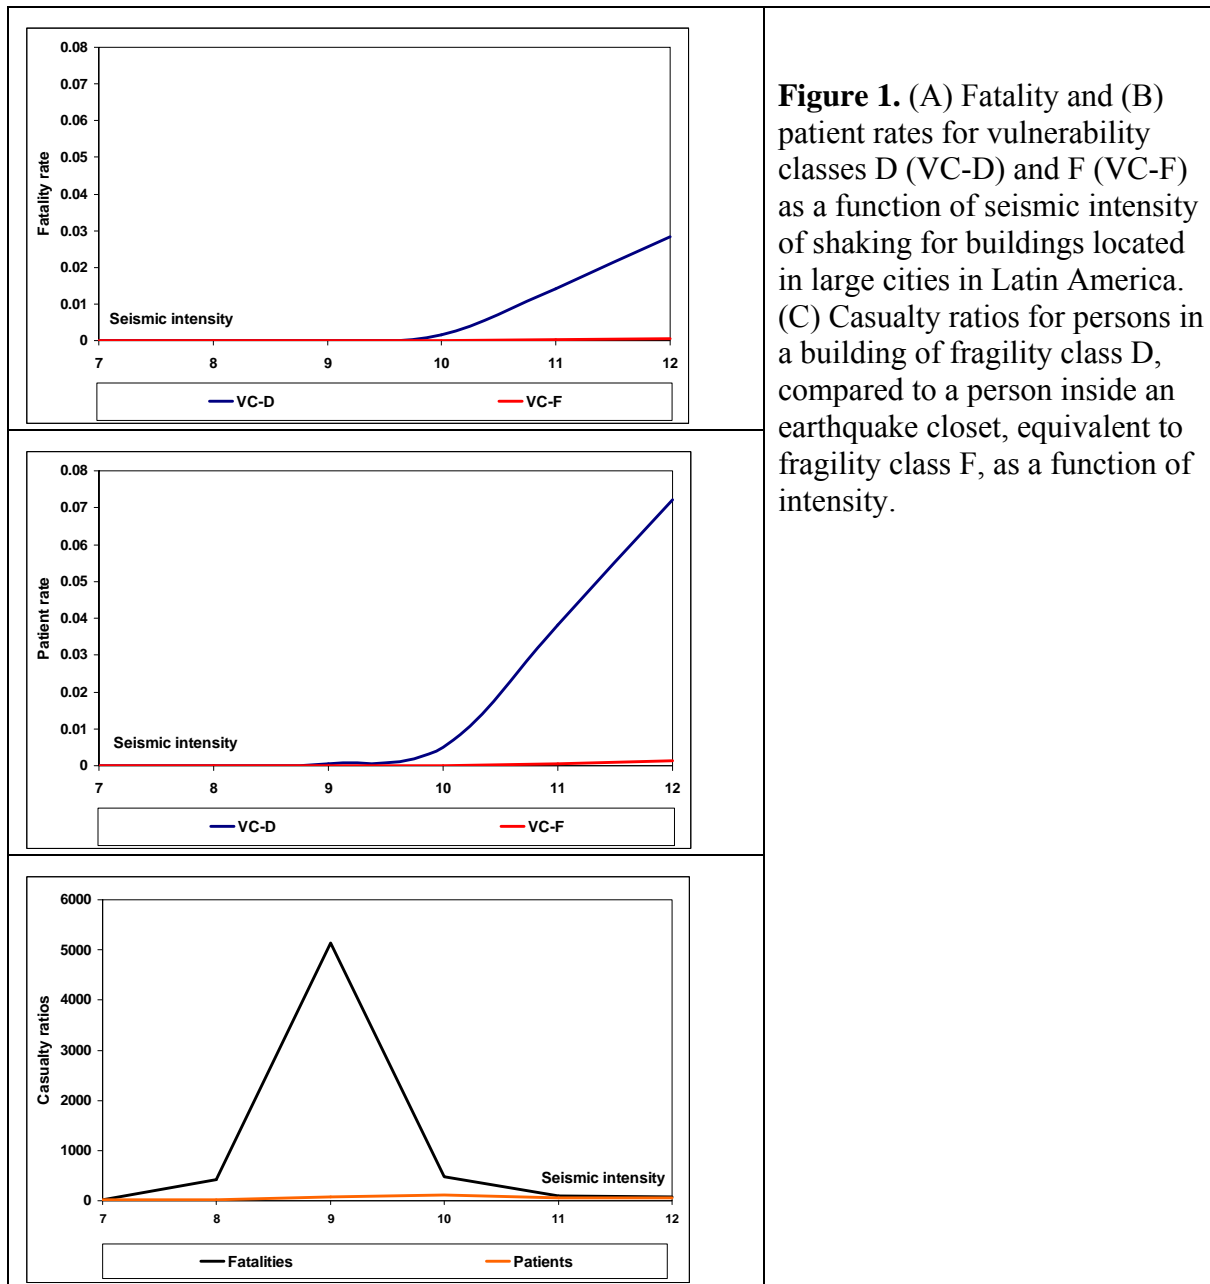 0.08
0.07
0.06
0.05
0.04
0.03
0.02
0.01
0
Fatality rate
Seismic intensity
7 8 9 10 11 12
VC-D VC-F
0.08
0.07
0.06
0.05
0.04
0.03
0.02
0.01
0
Patient rate
Seismic intensity
7 8 9 10 11 12
VC-D VC-F
6000
5000
4000
3000
2000
1000
0
Casualty ratios
Seismic intensity
7 8 9 10 11 12
Fatalities Patients
Figure 1. (A) Fatality and (B)
patient rates for vulnerability
classes D (VC-D) and F (VC-F)
as a function of seismic intensity
of shaking for buildings located
in large cities in Latin America.
(C) Casualty ratios for persons in
a building of fragility class D,
compared to a person inside an
earthquake closet, equivalent to
fragility class F, as a function of
intensity.